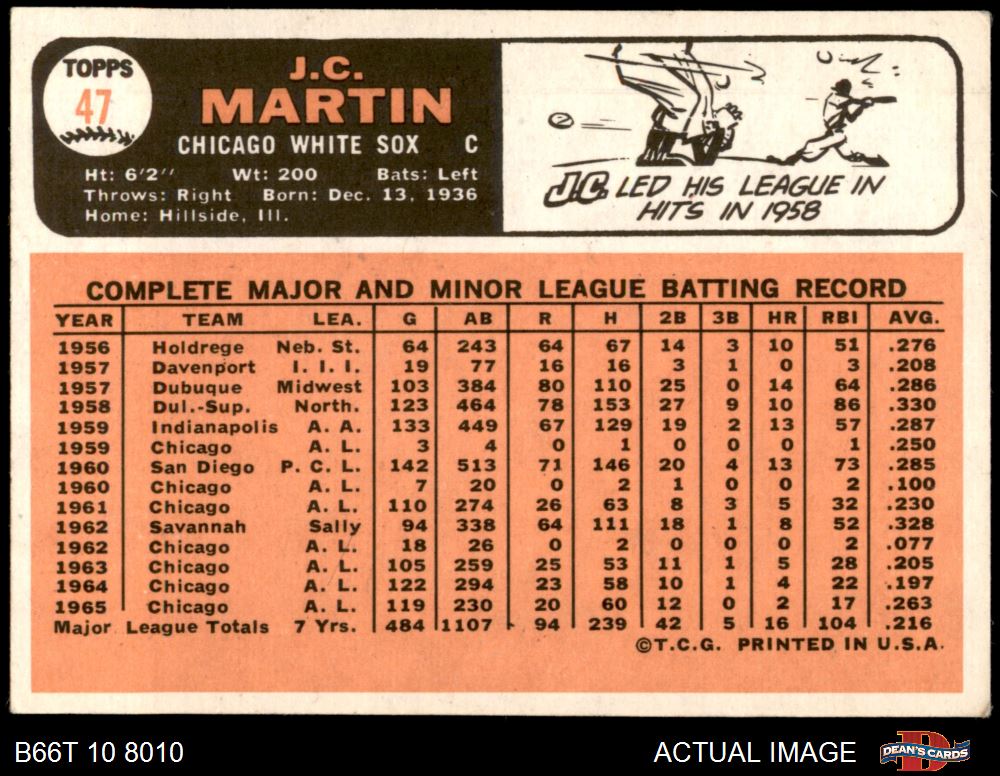 TOPPS
47
J.C.
MARTIN
CHICAGO WHITE SOX C
Ht: 6'2" Wt: 200 Bats: Left
Throws: Right Born: Dec. 13, 1936
Home: Hillside, Ill.
J.C. LED HIS LEAGUE IN
HITS IN 1958
COMPLETE MAJOR AND MINOR LEAGUE BATTING RECORD
YEAR TEAM LEA. G AB R H 2B 3B HR RBI AVG.
1956 Holdrege Neb. St. 64 243 64 67 14 3 10 51 .276
1957 Davenport I. I. I. 19 77 16 16 3 1 0 3 .208
1957 Dubuque Midwest 103 384 80 110 25 0 14 64 .286
1958 Dul.-Sup. North. 123 464 78 153 27 9 10 86 .330
1959 Indianapolis A. A. 133 449 67 129 19 2 13 57 .287
1959 Chicago A. L. 3 4 0 1 0 0 0 1 .250
1960 San Diego P. C. L. 142 513 71 146 20 4 13 73 .285
1960 Chicago A. L. 7 20 0 2 1 0 0 2 .100
1961 Chicago A. L. 110 274 26 63 8 3 5 32 .230
1962 Savannah Sally 94 338 64 111 18 1 8 52 .328
1962 Chicago A. L. 18 26 0 2 0 0 0 2 .077
1963 Chicago A. L. 105 259 25 53 11 1 5 28 .205
1964 Chicago A. L. 122 294 23 58 10 1 4 22 .197
1965 Chicago A. L. 119 230 20 60 12 0 2 17 .263
Major League Totals 7 Yrs. 484 1107 94 239 42 5 16 104 .216
©T.C.G. PRINTED IN U.S.A.
B66T 10 8010 ACTUAL IMAGE DEAN'S CARDS